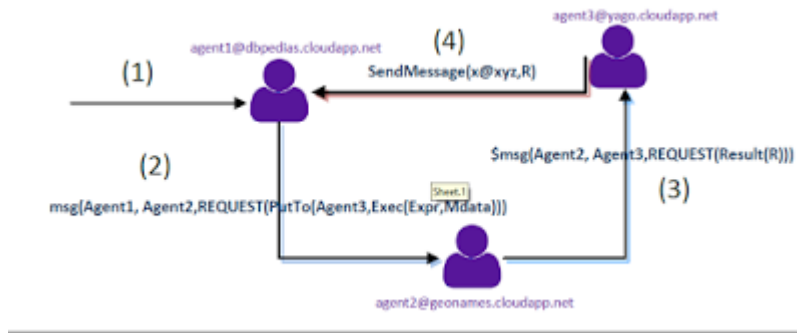 agent3@yago.cloudapp.net
(4)
agent1@dbpedias.cloudapp.net
SendMessage(x@xyz,R)
(1)
$msg(Agent2, Agent3,REQUEST(Result(R)))
(2)
(3)
Sheet.1
msg(Agent1, Agent2,REQUEST(PutTo(Agent3,Exec(Expr,Mdata)))
agent2@geonames.cloudapp.net